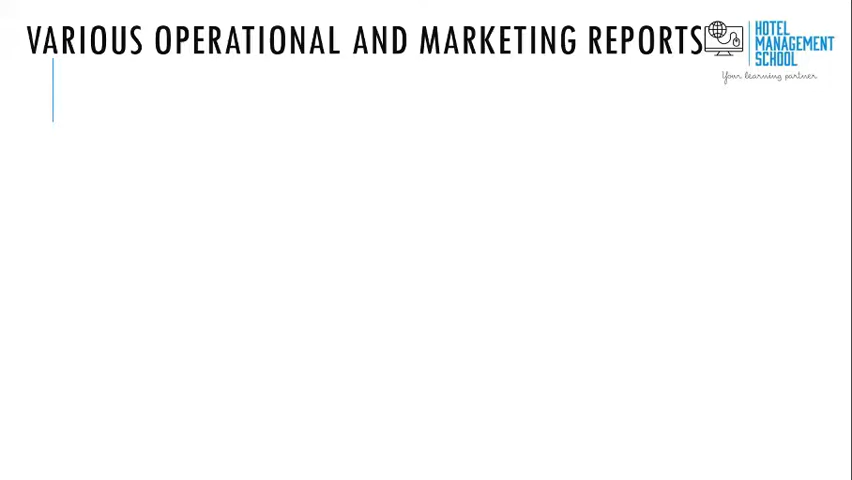 VARIOUS OPERATIONAL AND MARKETING REPORTS
HOTEL
MANAGEMENT
SCHOOL
Your learning partner